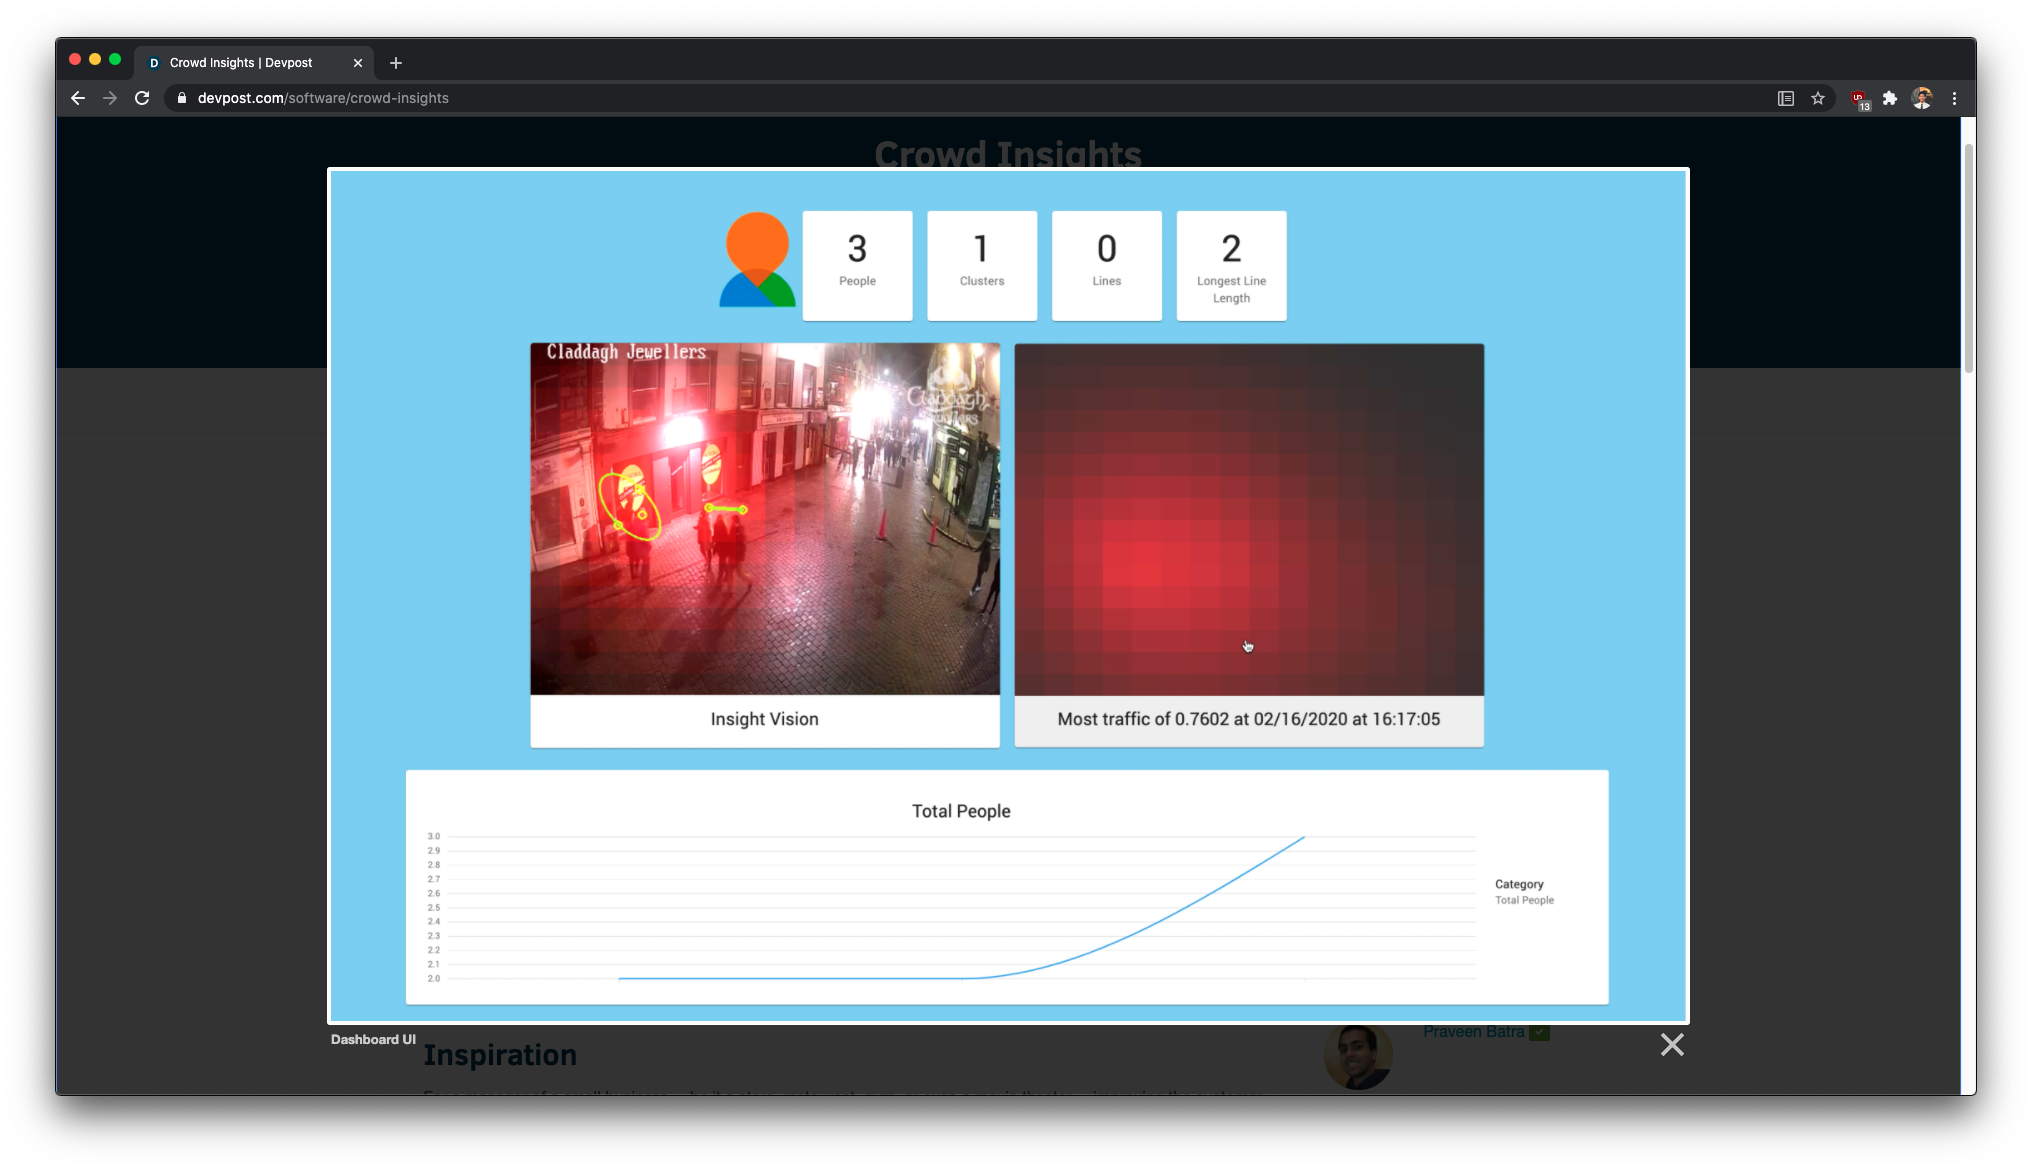 Crowd Insights | Devpost
devpost.com/software/crowd-insights
13
Crowd Insights
3
People
1
Clusters
0
Lines
2
Longest Line
Length
Claddagh Jewellers
Claddagh
Jewellers
Insight Vision
Most traffic of 0.7602 at 02/16/2020 at 16:17:05
Total People
3.0
2.9
2.8
2.7
2.6
2.5
2.4
2.3
2.2
2.1
2.0
Category
Total People
Dashboard UI
Inspiration
Praveen Batra